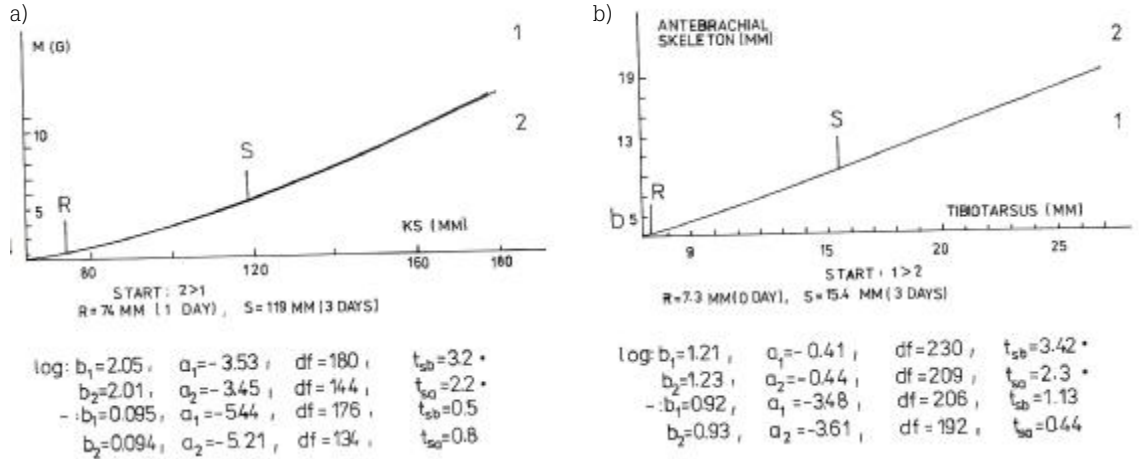 a)
M (G)
1
10
2
S
5
R
KS (MM)
80
120
160
180
START: 2>1
R=74 MM (1 DAY), S=119 MM (3 DAYS)
log: b1=2.05, a1=-3.53, df=180, tsb=3.2•
b2=2.01, a2=-3.45, df=144, tsa=2.2•
-:b1=0.095, a1=-5.44, df=176, tsb=0.5
b2=0.094, a2=-5.21, df=134, tsa=0.8
b)
ANTEBRACHIAL
SKELETON (MM)
2
19
13
S
1
R
b 5
TIBIOTARSUS (MM)
9
15
20
26
START: 1>2
R=7.3 MM (0 DAY), S=15.4 MM (3 DAYS)
log: b1=1.21, a1=-0.41, df=230, tsb=3.42•
b2=1.23, a2=-0.44, df=209, tsa=2.3•
-:b1=0.92, a1=-3.48, df=206, tsb=1.13
b2=0.93, a2=-3.61, df=192, tsa=0.44